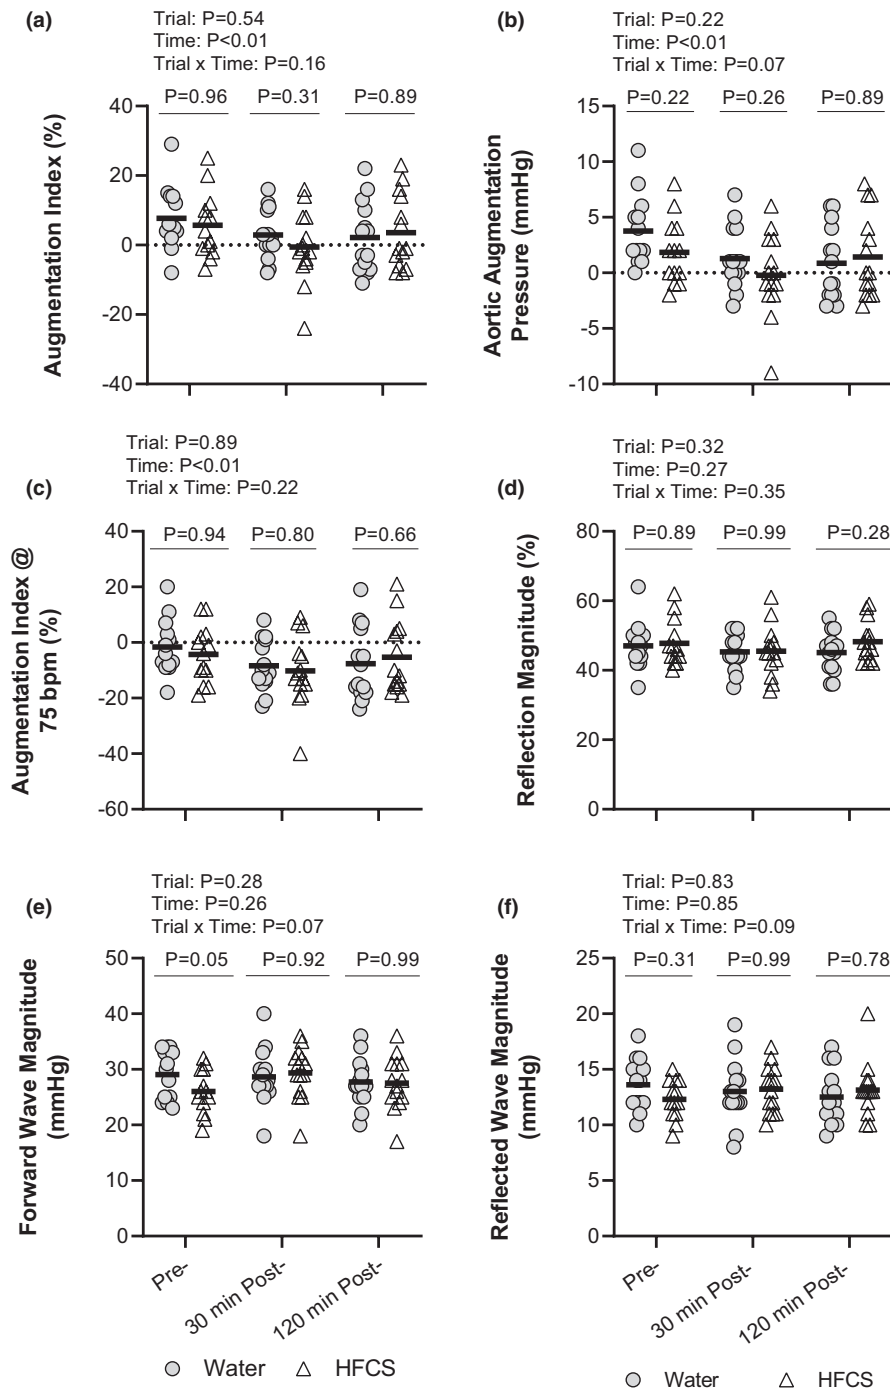 (a)
Trial: P=0.54
Time: P<0.01
Trial x Time: P=0.16
P=0.96 P=0.31 P=0.89
Augmentation Index (%)
40
20
0
-20
-40
(b)
Trial: P=0.22
Time: P<0.01
Trial x Time: P=0.07
P=0.22 P=0.26 P=0.89
Aortic Augmentation
Pressure (mmHg)
15
10
5
0
-5
-10
(c)
Trial: P=0.89
Time: P<0.01
Trial x Time: P=0.22
P=0.94 P=0.80 P=0.66
Augmentation Index @
75 bpm (%)
40
20
0
-20
-40
-60
(d)
Trial: P=0.32
Time: P=0.27
Trial x Time: P=0.35
P=0.89 P=0.99 P=0.28
Reflection Magnitude (%)
80
60
40
20
0
(e)
Trial: P=0.28
Time: P=0.26
Trial x Time: P=0.07
P=0.05 P=0.92 P=0.99
Forward Wave Magnitude
(mmHg)
50
40
30
20
10
0
Pre-
30 min Post-
120 min Post-
Water HFCS
(f)
Trial: P=0.83
Time: P=0.85
Trial x Time: P=0.09
P=0.31 P=0.99 P=0.78
Reflected Wave Magnitude
(mmHg)
25
20
15
10
5
0
Pre-
30 min Post-
120 min Post-
Water HFCS